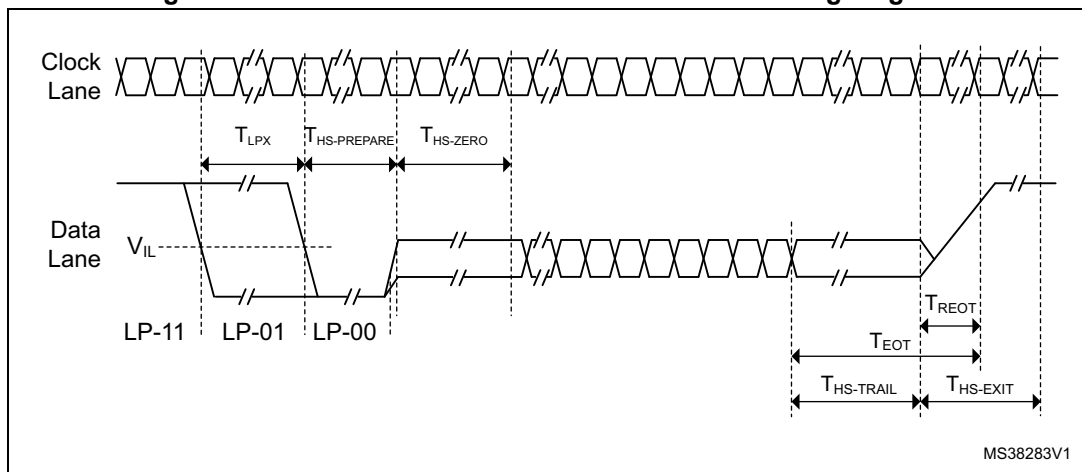 Clock Lane
T_LPX
T_HS-PREPARE
T_HS-ZERO
Data Lane
V_IL
LP-11
LP-01
LP-00
T_REOT
T_EOT
T_HS-TRAIL
T_HS-EXIT
MS38283V1